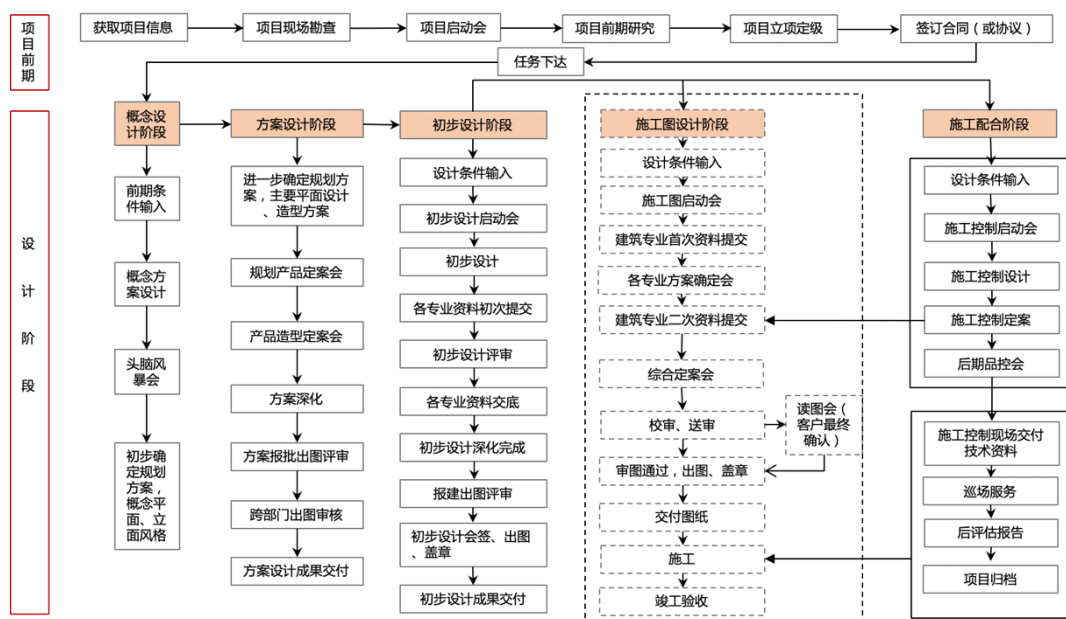 项
目
前
期
获取项目信息
项目现场勘查
项目启动会
项目前期研究
项目立项定级
签订合同（或协议）
任务下达
设
计
阶
段
概念设
计阶段
前期条
件输入
概念方
案设计
头脑风
暴会
初步确
定规划
方案，
概念平
面、立
面风格
方案设计阶段
进一步确定规划方
案，主要平面设计
、造型方案
规划产品定案会
产品造型定案会
方案深化
方案报批出图评审
跨部门出图审核
方案设计成果交付
初步设计阶段
设计条件输入
初步设计启动会
初步设计
各专业资料初次提交
初步设计评审
各专业资料交底
初步设计深化完成
报建出图评审
初步设计会签、出图
、盖章
初步设计成果交付
施工图设计阶段
设计条件输入
施工图启动会
建筑专业首次资料提交
各专业方案确定会
建筑专业二次资料提交
综合定案会
校审、送审
读图会（
客户最终
确认）
审图通过，出图、盖章
交付图纸
施工
竣工验收
施工配合阶段
设计条件输入
施工控制启动会
施工控制设计
施工控制定案
后期品控会
施工控制现场交付
技术资料
巡场服务
后评估报告
项目归档